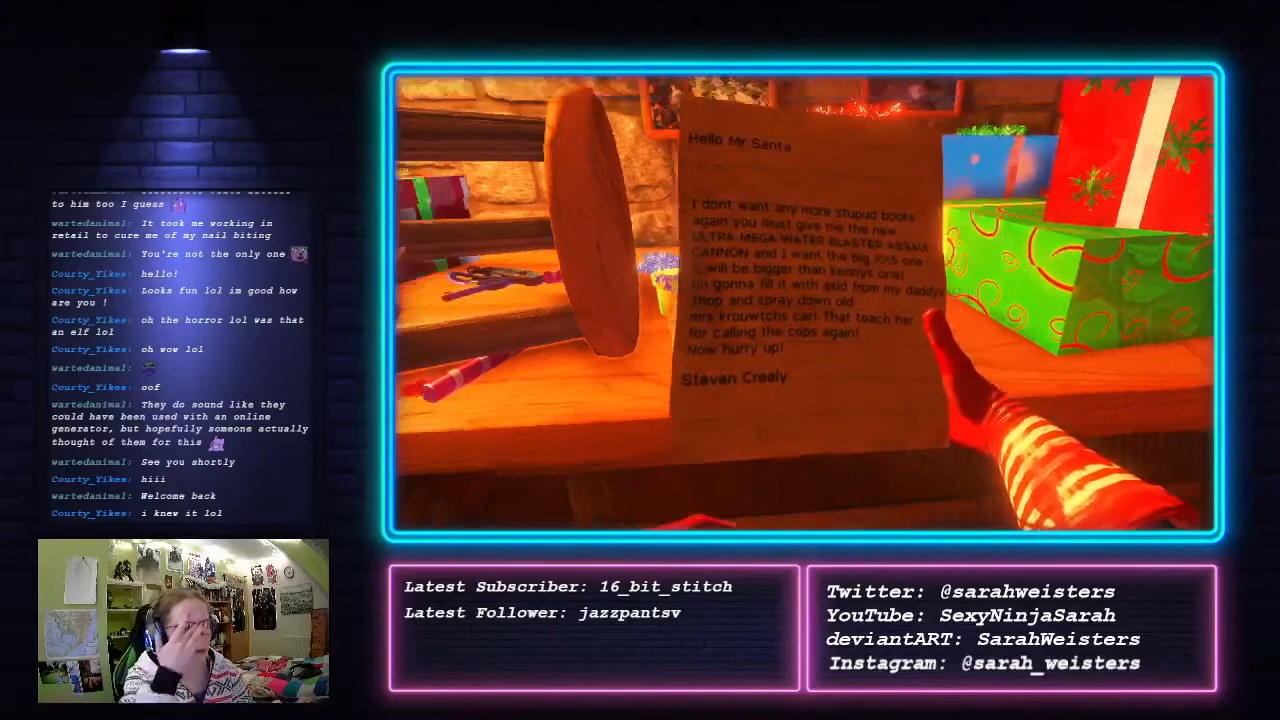 to him too I guess
wartedanimal: It took me working in
retail to cure me of my nail biting
wartedanimal: You're not the only one
Courty_Yikes: hello!
Courty_Yikes: Looks fun lol im good how
are you !
Courty_Yikes: oh the horror lol was that
an elf lol
Courty_Yikes: oh wow lol
wartedanimal:
Courty_Yikes: oof
wartedanimal: They do sound like they
could have been used with an online
generator, but hopefully someone actually
thought of them for this
wartedanimal: See you shortly
Courty_Yikes: hiii
wartedanimal: Welcome back
Courty_Yikes: i knew it lol
Hello Mr Santa
I dont want any more stupud books
again you must give me the new
ULTRA MEGA WATER BLASTER ASSAULT
CANNON and I want the big one
will be bigger than kennys one!
im gonna fill it with asid from my daddys
shop and spray down old
mrs krouwtchs car! That teach her
for calling the cops again!
Now hurry up!
Steven Creely
Latest Subscriber: 16_bit_stitch
Latest Follower: jazzpantsv
Twitter: @sarahweisters
YouTube: SexyNinjaSarah
deviantART: SarahWeisters
Instagram: @sarah_weisters